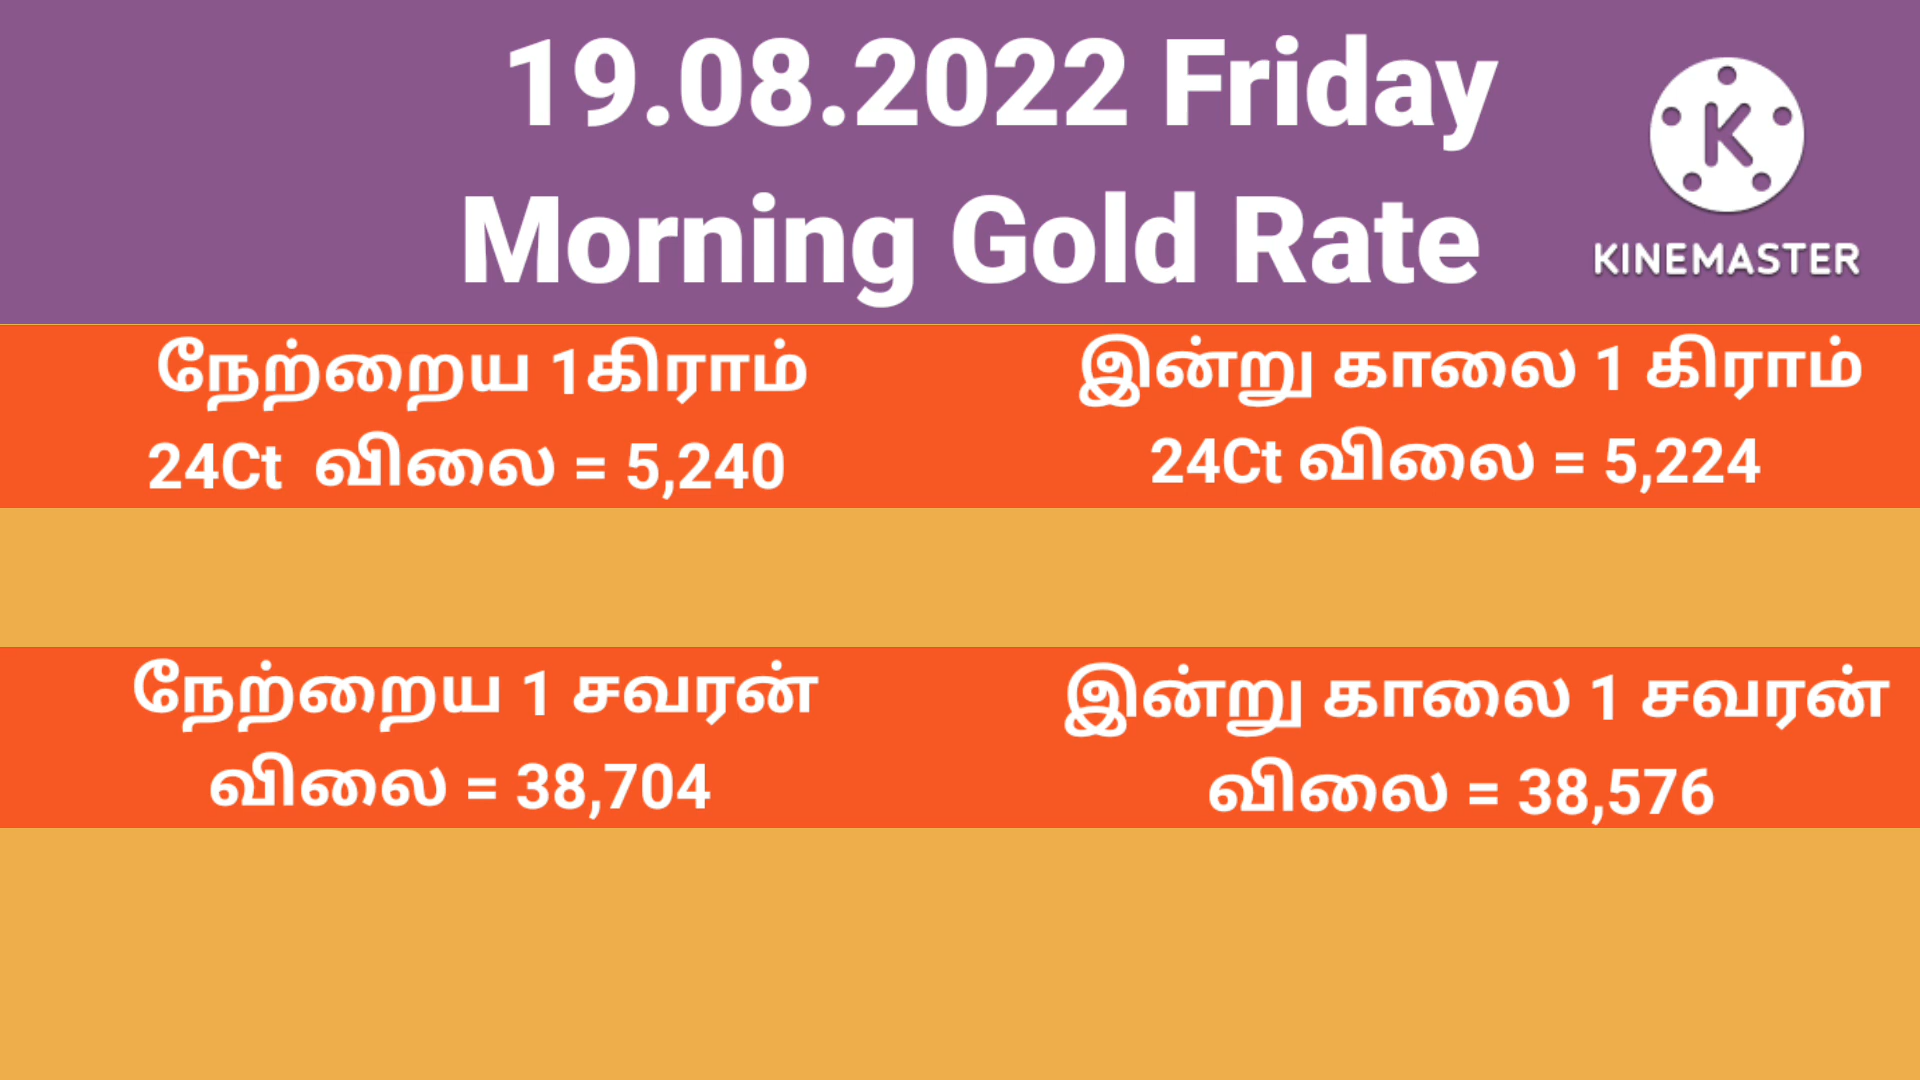 19.08.2022 Friday
Morning Gold Rate
KINEMASTER
நேற்றைய 1கிராம்
24Ct விலை = 5,240
இன்று காலை 1 கிராம்
24Ct விலை = 5,224
நேற்றைய 1 சவரன்
விலை = 38,704
இன்று காலை 1 சவரன்
விலை = 38,576